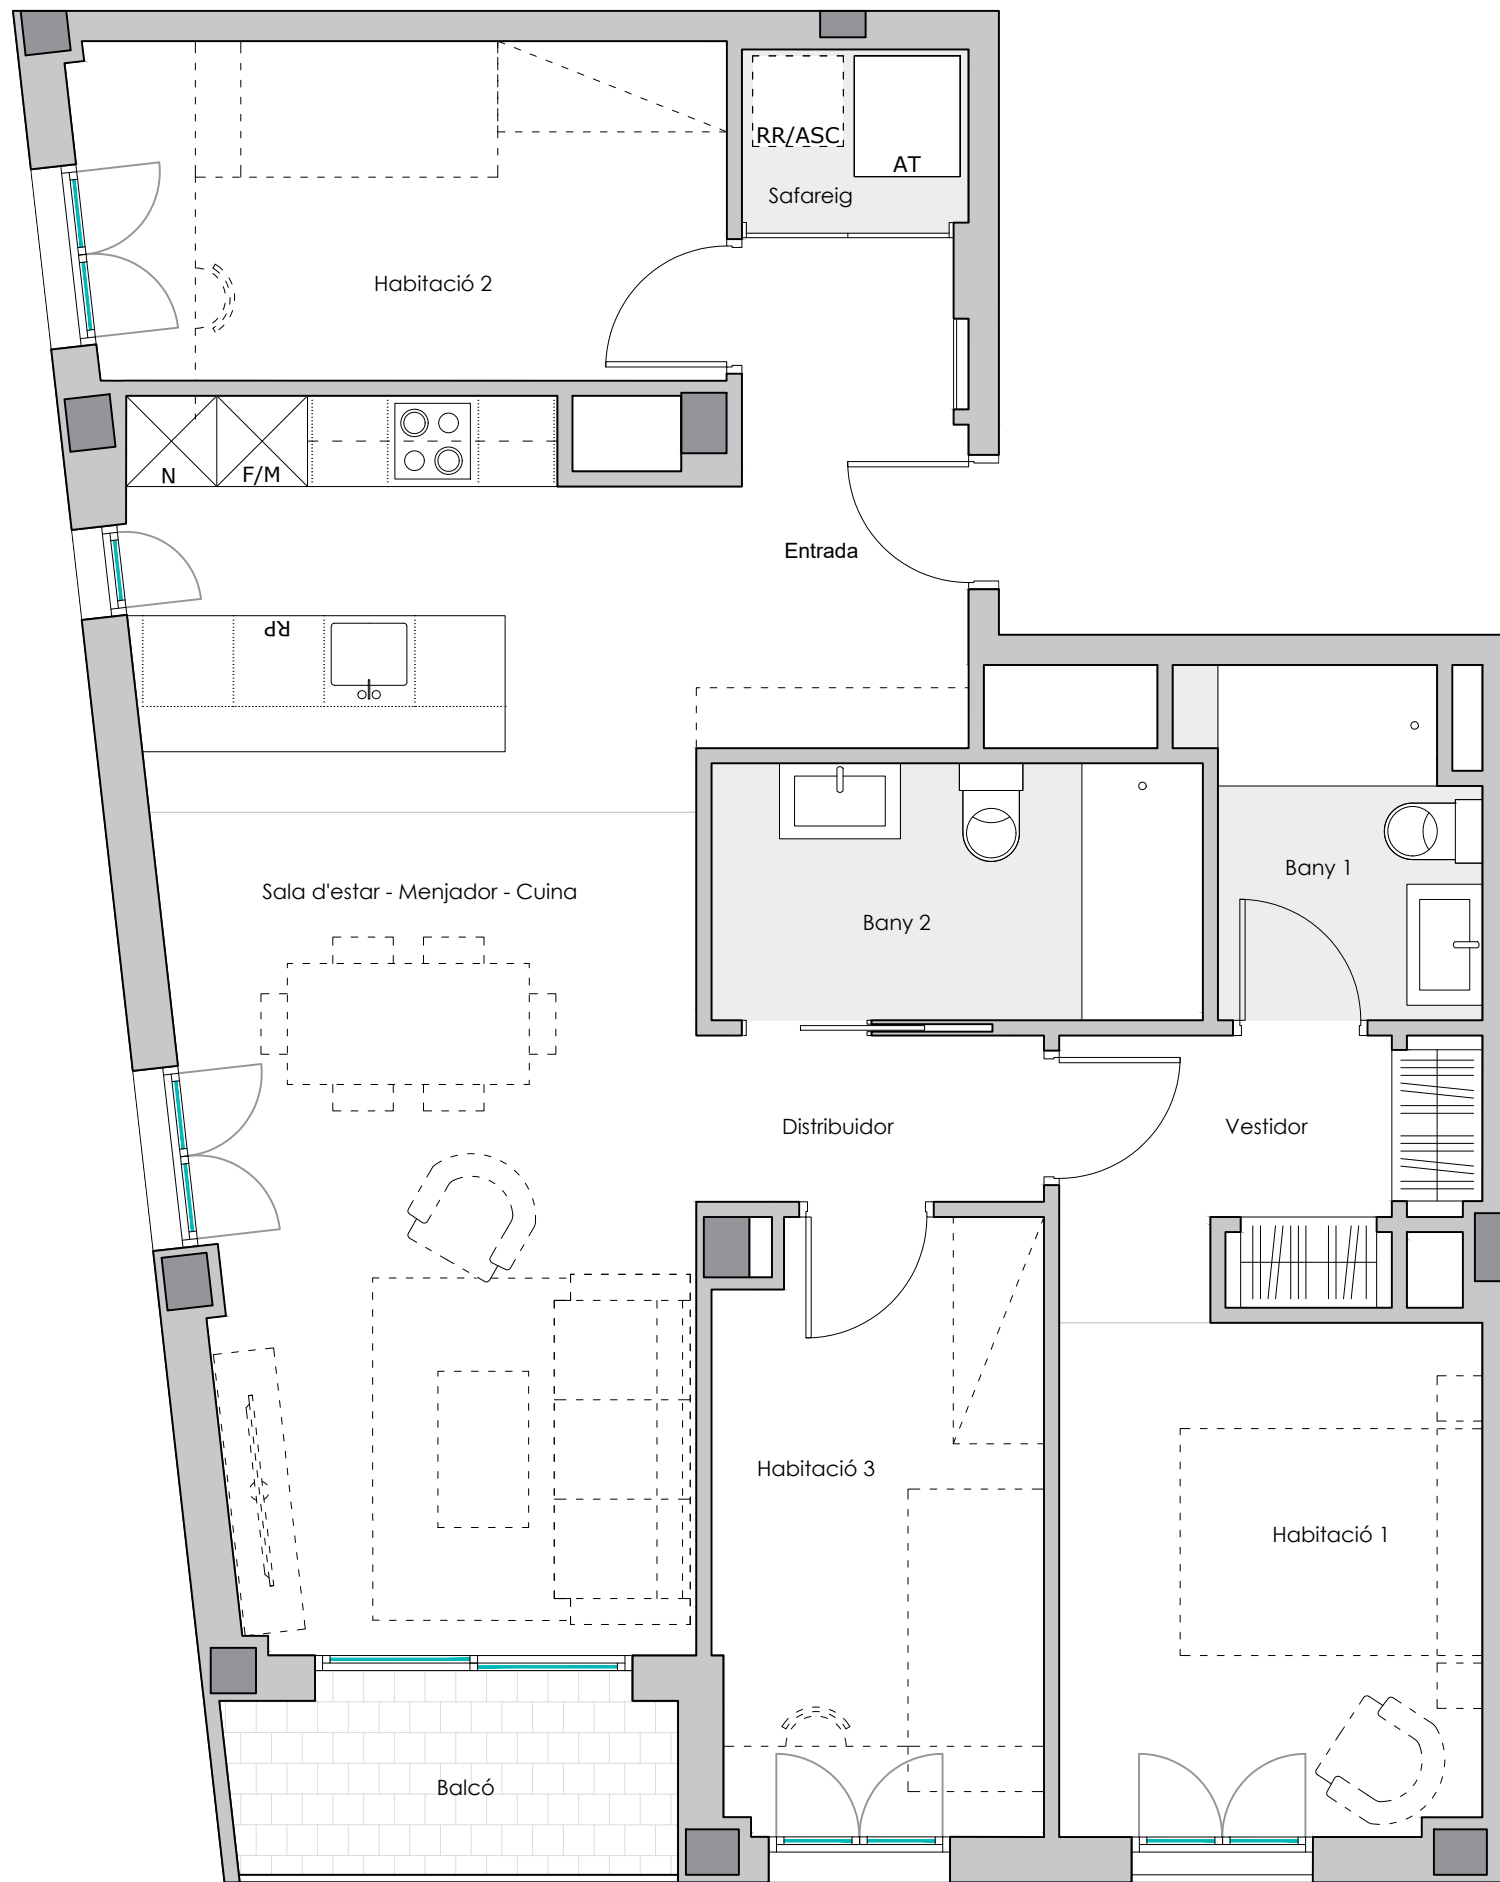 RR/ASC
AT
Safareig
Habitació 2
N
F/M
Entrada
RP
Sala d'estar - Menjador - Cuina
Bany 1
Bany 2
Distribuidor
Vestidor
Habitació 3
Habitació 1
Balcó